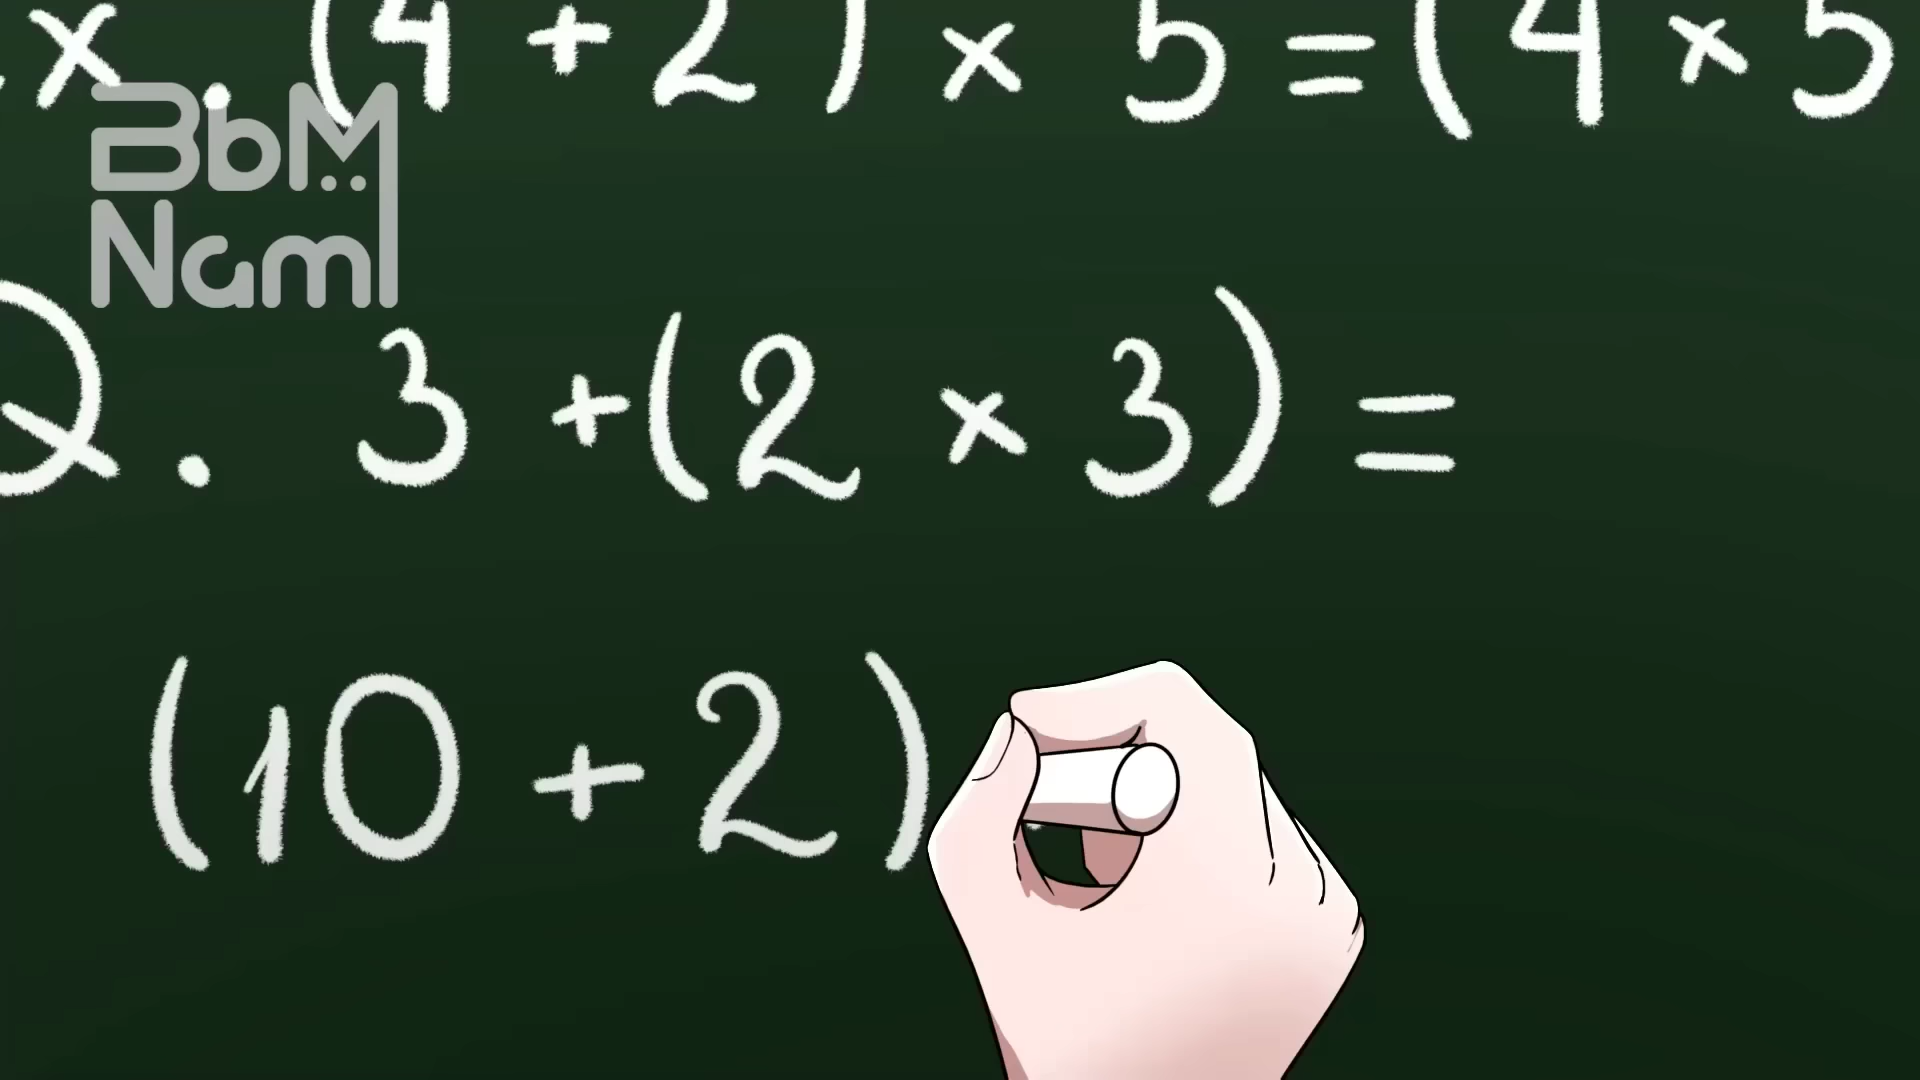 x. (4 + 2) × 5 = (4 × 5
BbM
Naml
Q. 3 + (2 × 3) =
(10 + 2)